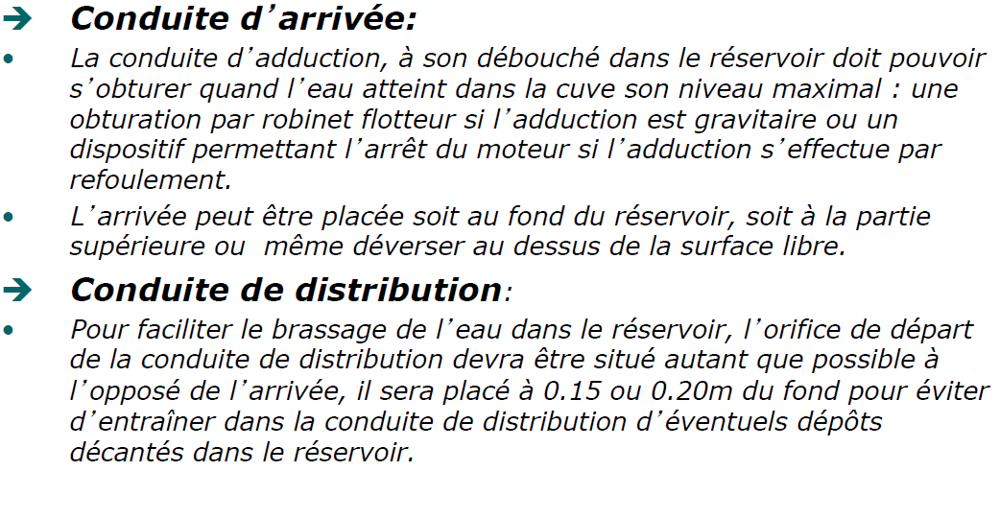 ➔ Conduite d’arrivée:
• La conduite d’adduction, à son débouché dans le réservoir doit pouvoir
s’obturer quand l’eau atteint dans la cuve son niveau maximal : une
obturation par robinet flotteur si l’adduction est gravitaire ou un
dispositif permettant l’arrêt du moteur si l’adduction s’effectue par
refoulement.
• L’arrivée peut être placée soit au fond du réservoir, soit à la partie
supérieure ou  même déverser au dessus de la surface libre.
➔ Conduite de distribution:
• Pour faciliter le brassage de l’eau dans le réservoir, l’orifice de départ
de la conduite de distribution devra être situé autant que possible à
l’opposé de l’arrivée, il sera placé à 0.15 ou 0.20m du fond pour éviter
d’entraîner dans la conduite de distribution d’éventuels dépôts
décantés dans le réservoir.